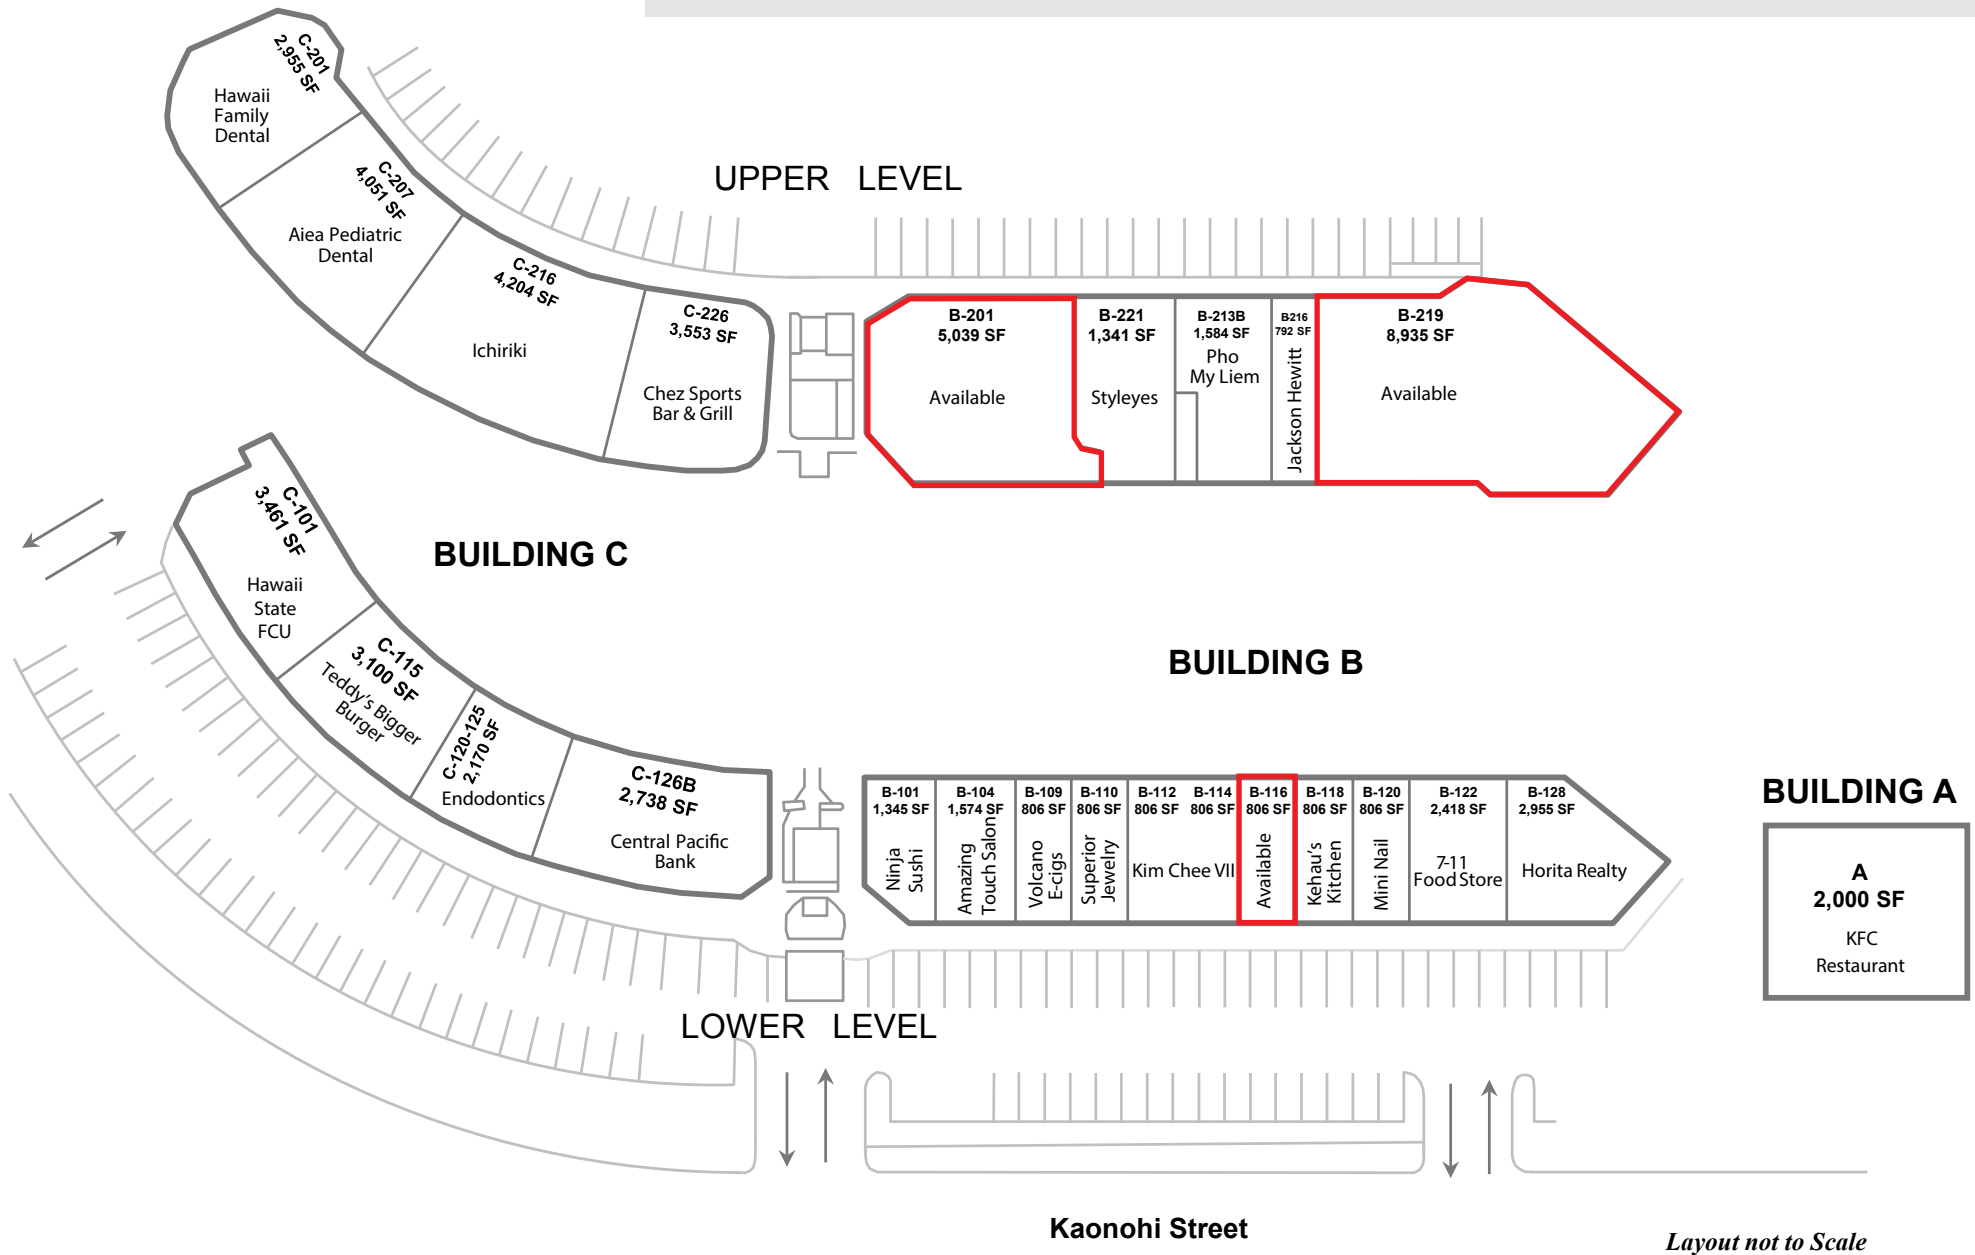 C-201
2,955 SF
Hawaii
Family
Dental
C-207
4,051 SF
Aiea Pediatric
Dental
C-216
4,204 SF
Ichiriki
C-226
3,553 SF
Chez Sports
Bar & Grill
UPPER LEVEL
B-201
5,039 SF
Available
B-221
1,341 SF
Styleyes
B-213B
1,584 SF
Pho
My Liem
B216
792 SF
Jackson Hewitt
B-219
8,935 SF
Available
BUILDING C
C-101
3,461 SF
Hawaii
State
FCU
C-115
3,100 SF
Teddy's Bigger
Burger
C-120-125
2,170 SF
Endodontics
C-126B
2,738 SF
Central Pacific
Bank
BUILDING B
B-101
1,345 SF
Ninja
Sushi
B-104
1,574 SF
Amazing
Touch Salon
B-109
806 SF
Volcano
E-cigs
B-110
806 SF
Superior
Jewelry
B-112
806 SF
B-114
806 SF
Kim Chee VII
B-116
806 SF
Available
B-118
806 SF
Kehau's
Kitchen
B-120
806 SF
Mini Nail
B-122
2,418 SF
7-11
Food Store
B-128
2,955 SF
Horita Realty
BUILDING A
A
2,000 SF
KFC
Restaurant
LOWER LEVEL
Kaonohi Street
Layout not to Scale